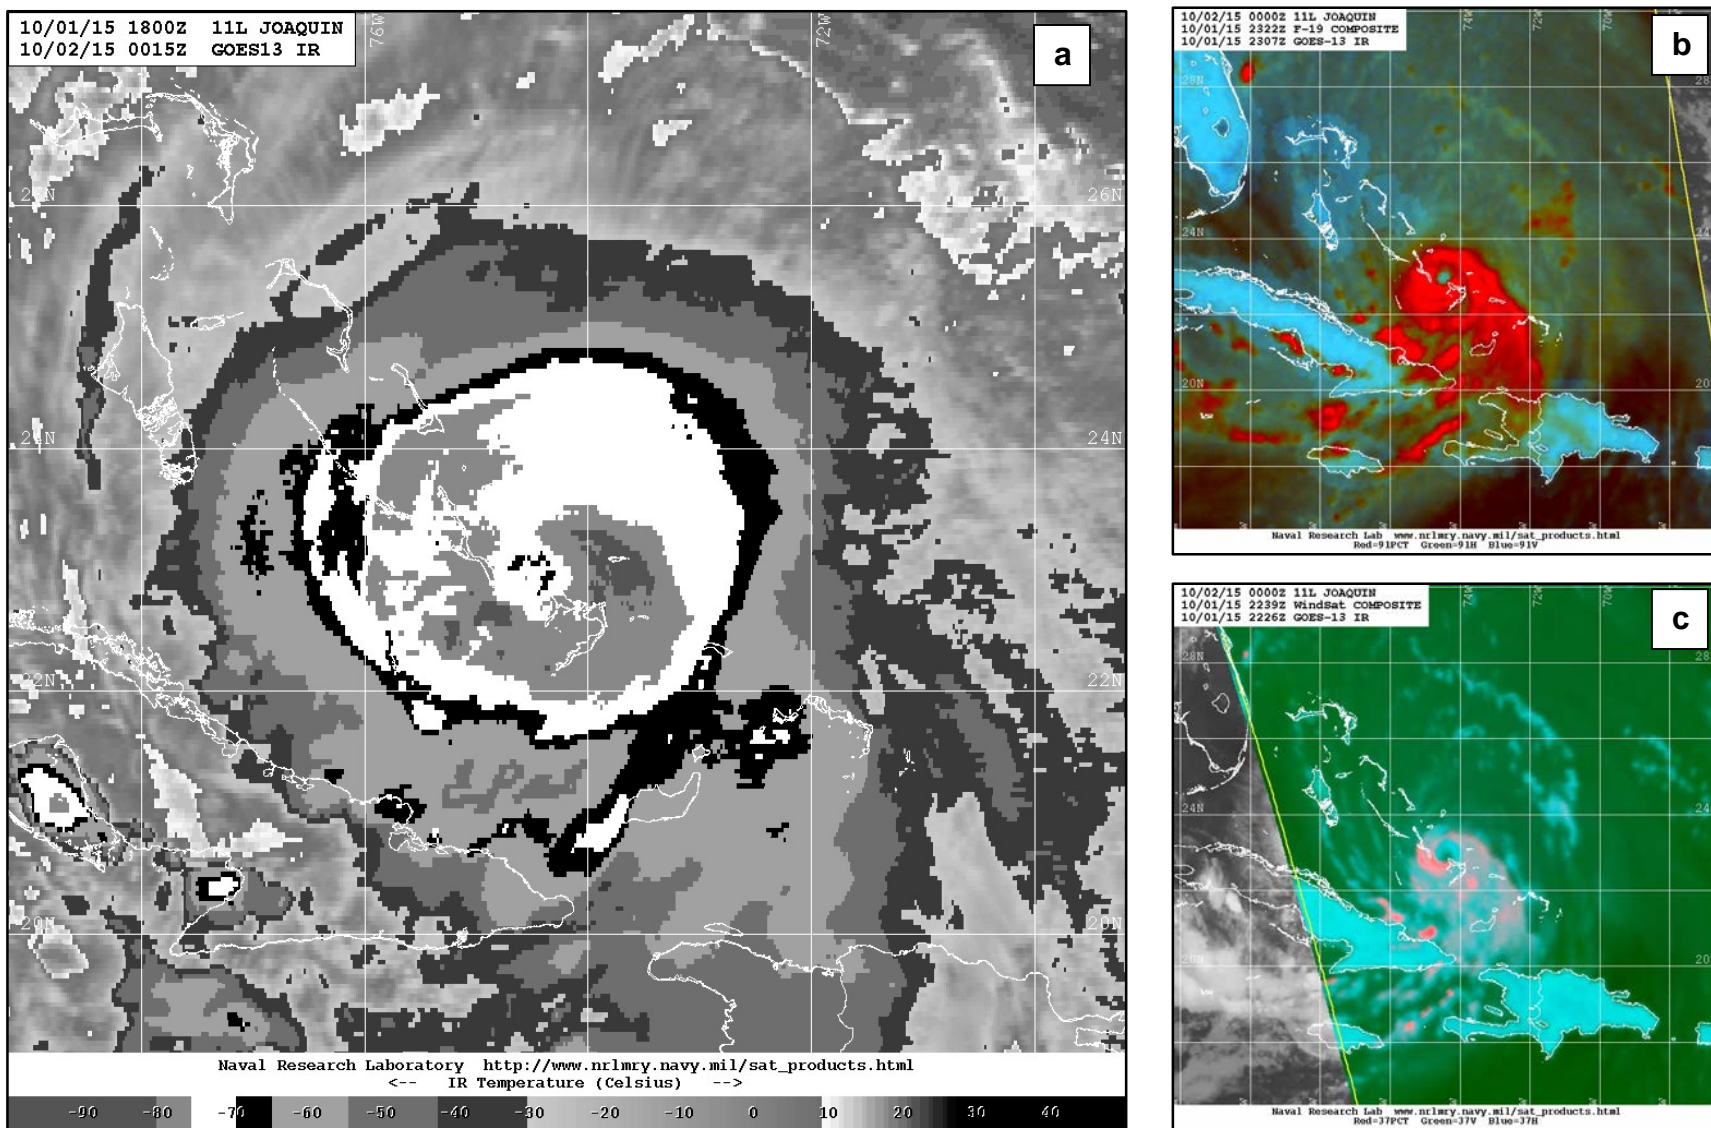 10/01/15 1800Z 11L JOAQUIN
10/02/15 0015Z GOES13 IR
76W
72W
a
26N
26N
24N
24N
22N
22N
20N
20N
Naval Research Laboratory http://www.nrlmry.navy.mil/sat_products.html
<-- IR Temperature (Celsius) -->
-90 -80 -70 -60 -50 -40 -30 -20 -10 0 10 20 30 40
10/02/15 0000Z 11L JOAQUIN
10/01/15 2322Z F-19 COMPOSITE
10/01/15 2307Z GOES-13 IR
74W
72W
70W
b
28N
24N
20N
Naval Research Lab www.nrlmry.navy.mil/sat_products.html
Red=91PCT Green=91H Blue=91V
10/02/15 0000Z 11L JOAQUIN
10/01/15 2239Z WindSat COMPOSITE
10/01/15 2226Z GOES-13 IR
74W
72W
70W
c
28N
24N
20N
Naval Research Lab www.nrlmry.navy.mil/sat_products.html
Red=37PCT Green=37V Blue=37H